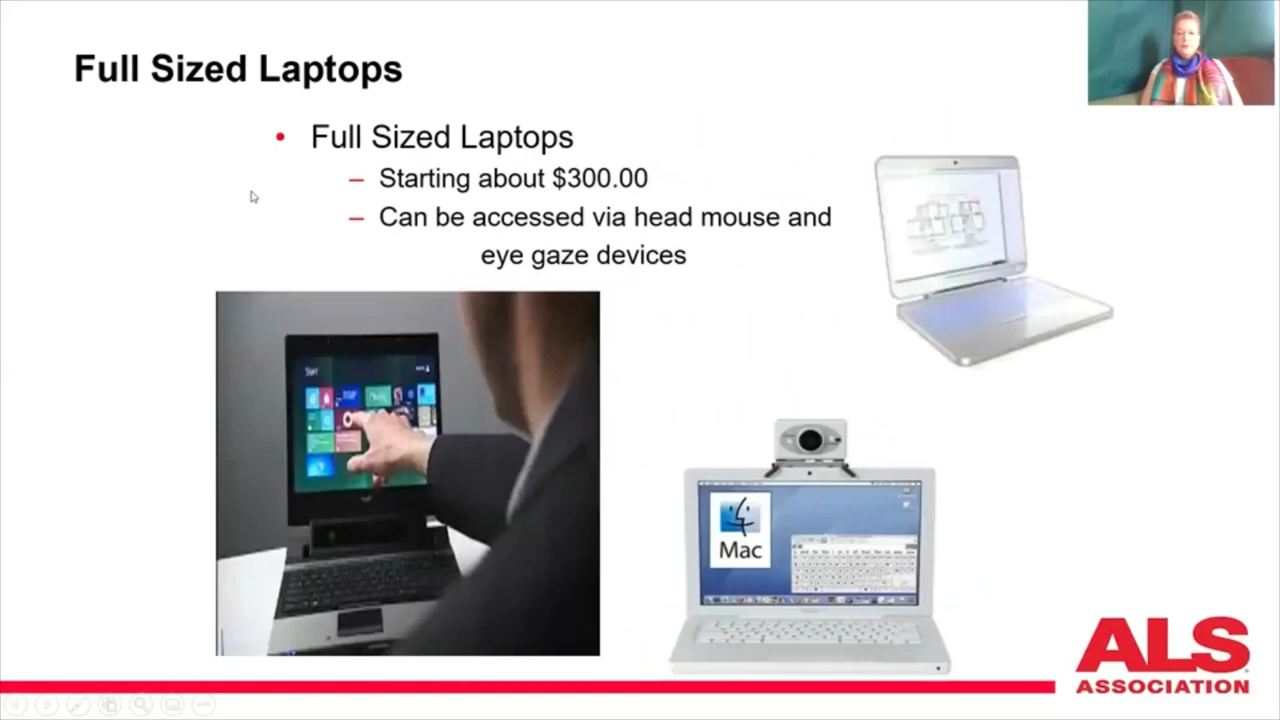 Full Sized Laptops
• Full Sized Laptops
– Starting about $300.00
– Can be accessed via head mouse and
eye gaze devices
Start
Mac
ALS
ASSOCIATION